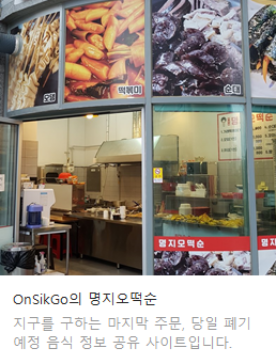 오뎅
떡볶이
순대
명지오떡순
명지
OnSikGo의 명지오떡순
지구를 구하는 마지막 주문, 당일 폐기
예정 음식 정보 공유 사이트입니다.